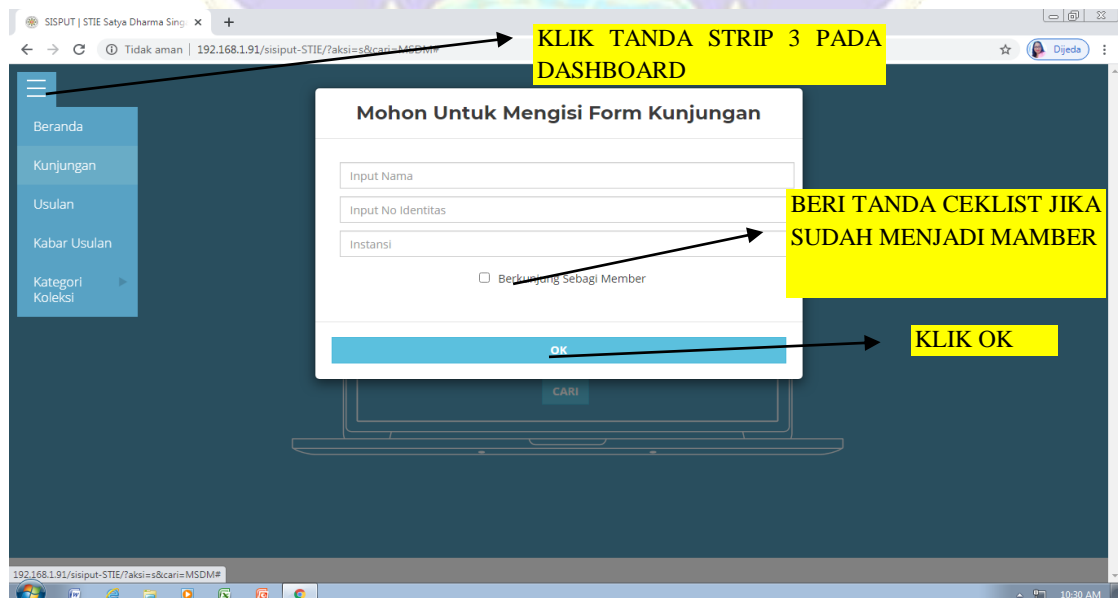 SISPUT | STIE Satya Dharma Sing
Tidak aman | 192.168.1.91/sisiput-STIE/?aksi=s&cari=MSDM#
Dijeda
KLIK TANDA STRIP 3 PADA
DASHBOARD
Beranda
Kunjungan
Usulan
Kabar Usulan
Kategori
Koleksi
Mohon Untuk Mengisi Form Kunjungan
Input Nama
Input No Identitas
Instansi
Berkunjung Sebagi Member
BERI TANDA CEKLIST JIKA
SUDAH MENJADI MAMBER
OK
KLIK OK
CARI
192.168.1.91/sisiput-STIE/?aksi=s&cari=MSDM#
10:30 AM